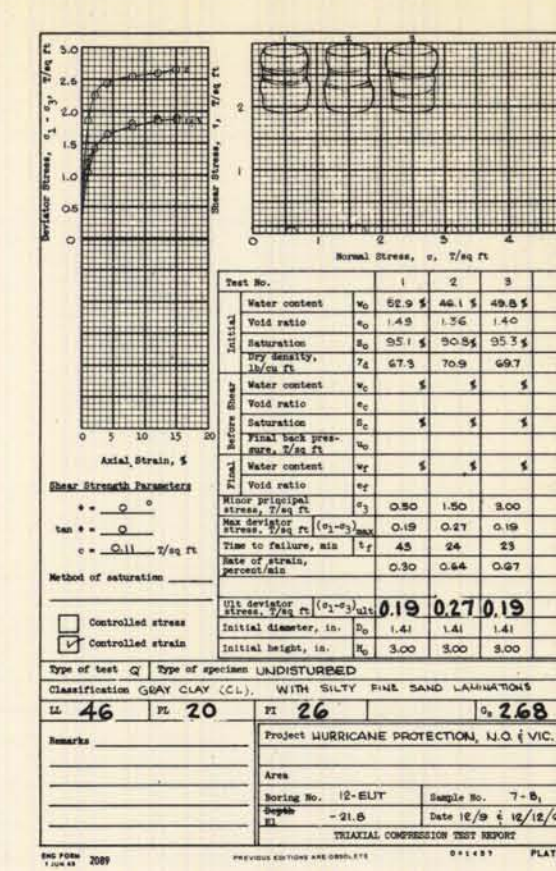 Deviator Stress, σ1 - σ3, T/sq ft
3.0
2.5
2.0
1.5
1.0
0.5
0
0 5 10 15 20
Axial Strain, %
Shear Stress, τ, T/sq ft
1 2 3
2
1
0 1 2 3 4
Normal Stress, σ, T/sq ft
Shear Strength Parameters
φ = 0 °
tan φ = 0
c = 0.11 T/sq ft
Method of saturation
Controlled stress
Controlled strain
Test No. 1 2 3
Initial
Water content w0 52.9 % 46.1 % 49.8 %
Void ratio e0 1.49 1.36 1.40
Saturation S0 95.1 % 90.8% 95.3 %
Dry density, lb/cu ft γd 67.3 70.9 69.7
Before Shear
Water content wc % % %
Void ratio ec
Saturation Sc % % %
Final back pres-
sure, T/sq ft u0
Final
Water content wf % % %
Void ratio ef
Minor principal
stress, T/sq ft σ3 0.50 1.50 3.00
Max deviator
stress, T/sq ft (σ1-σ3)max 0.19 0.27 0.19
Time to failure, min tf 43 24 23
Rate of strain,
percent/min 0.30 0.64 0.67
Ult deviator
stress, T/sq ft (σ1-σ3)ult 0.19 0.27 0.19
Initial diameter, in. D0 1.41 1.41 1.41
Initial height, in. H0 3.00 3.00 3.00
Type of test Q Type of specimen UNDISTURBED
Classification GRAY CLAY (CL), WITH SILTY FINE SAND LAMINATIONS
LL 46 PL 20 PI 26 Gs 2.68
Remarks
Project HURRICANE PROTECTION, N.O. & VIC.
Area
Boring No. 12-EUT Sample No. 7-B1
Depth
El -21.8 Date 12/9 & 12/12/
TRIAXIAL COMPRESSION TEST REPORT
ENG FORM 2089
1 JUN 65
PREVIOUS EDITIONS ARE OBSOLETE
PLAT